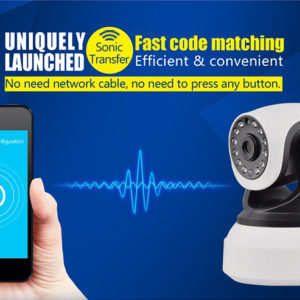 UNIQUELY
LAUNCHED
Sonic
Transfer
Fast code matching
Efficient & convenient
No need network cable, no need to press any button.